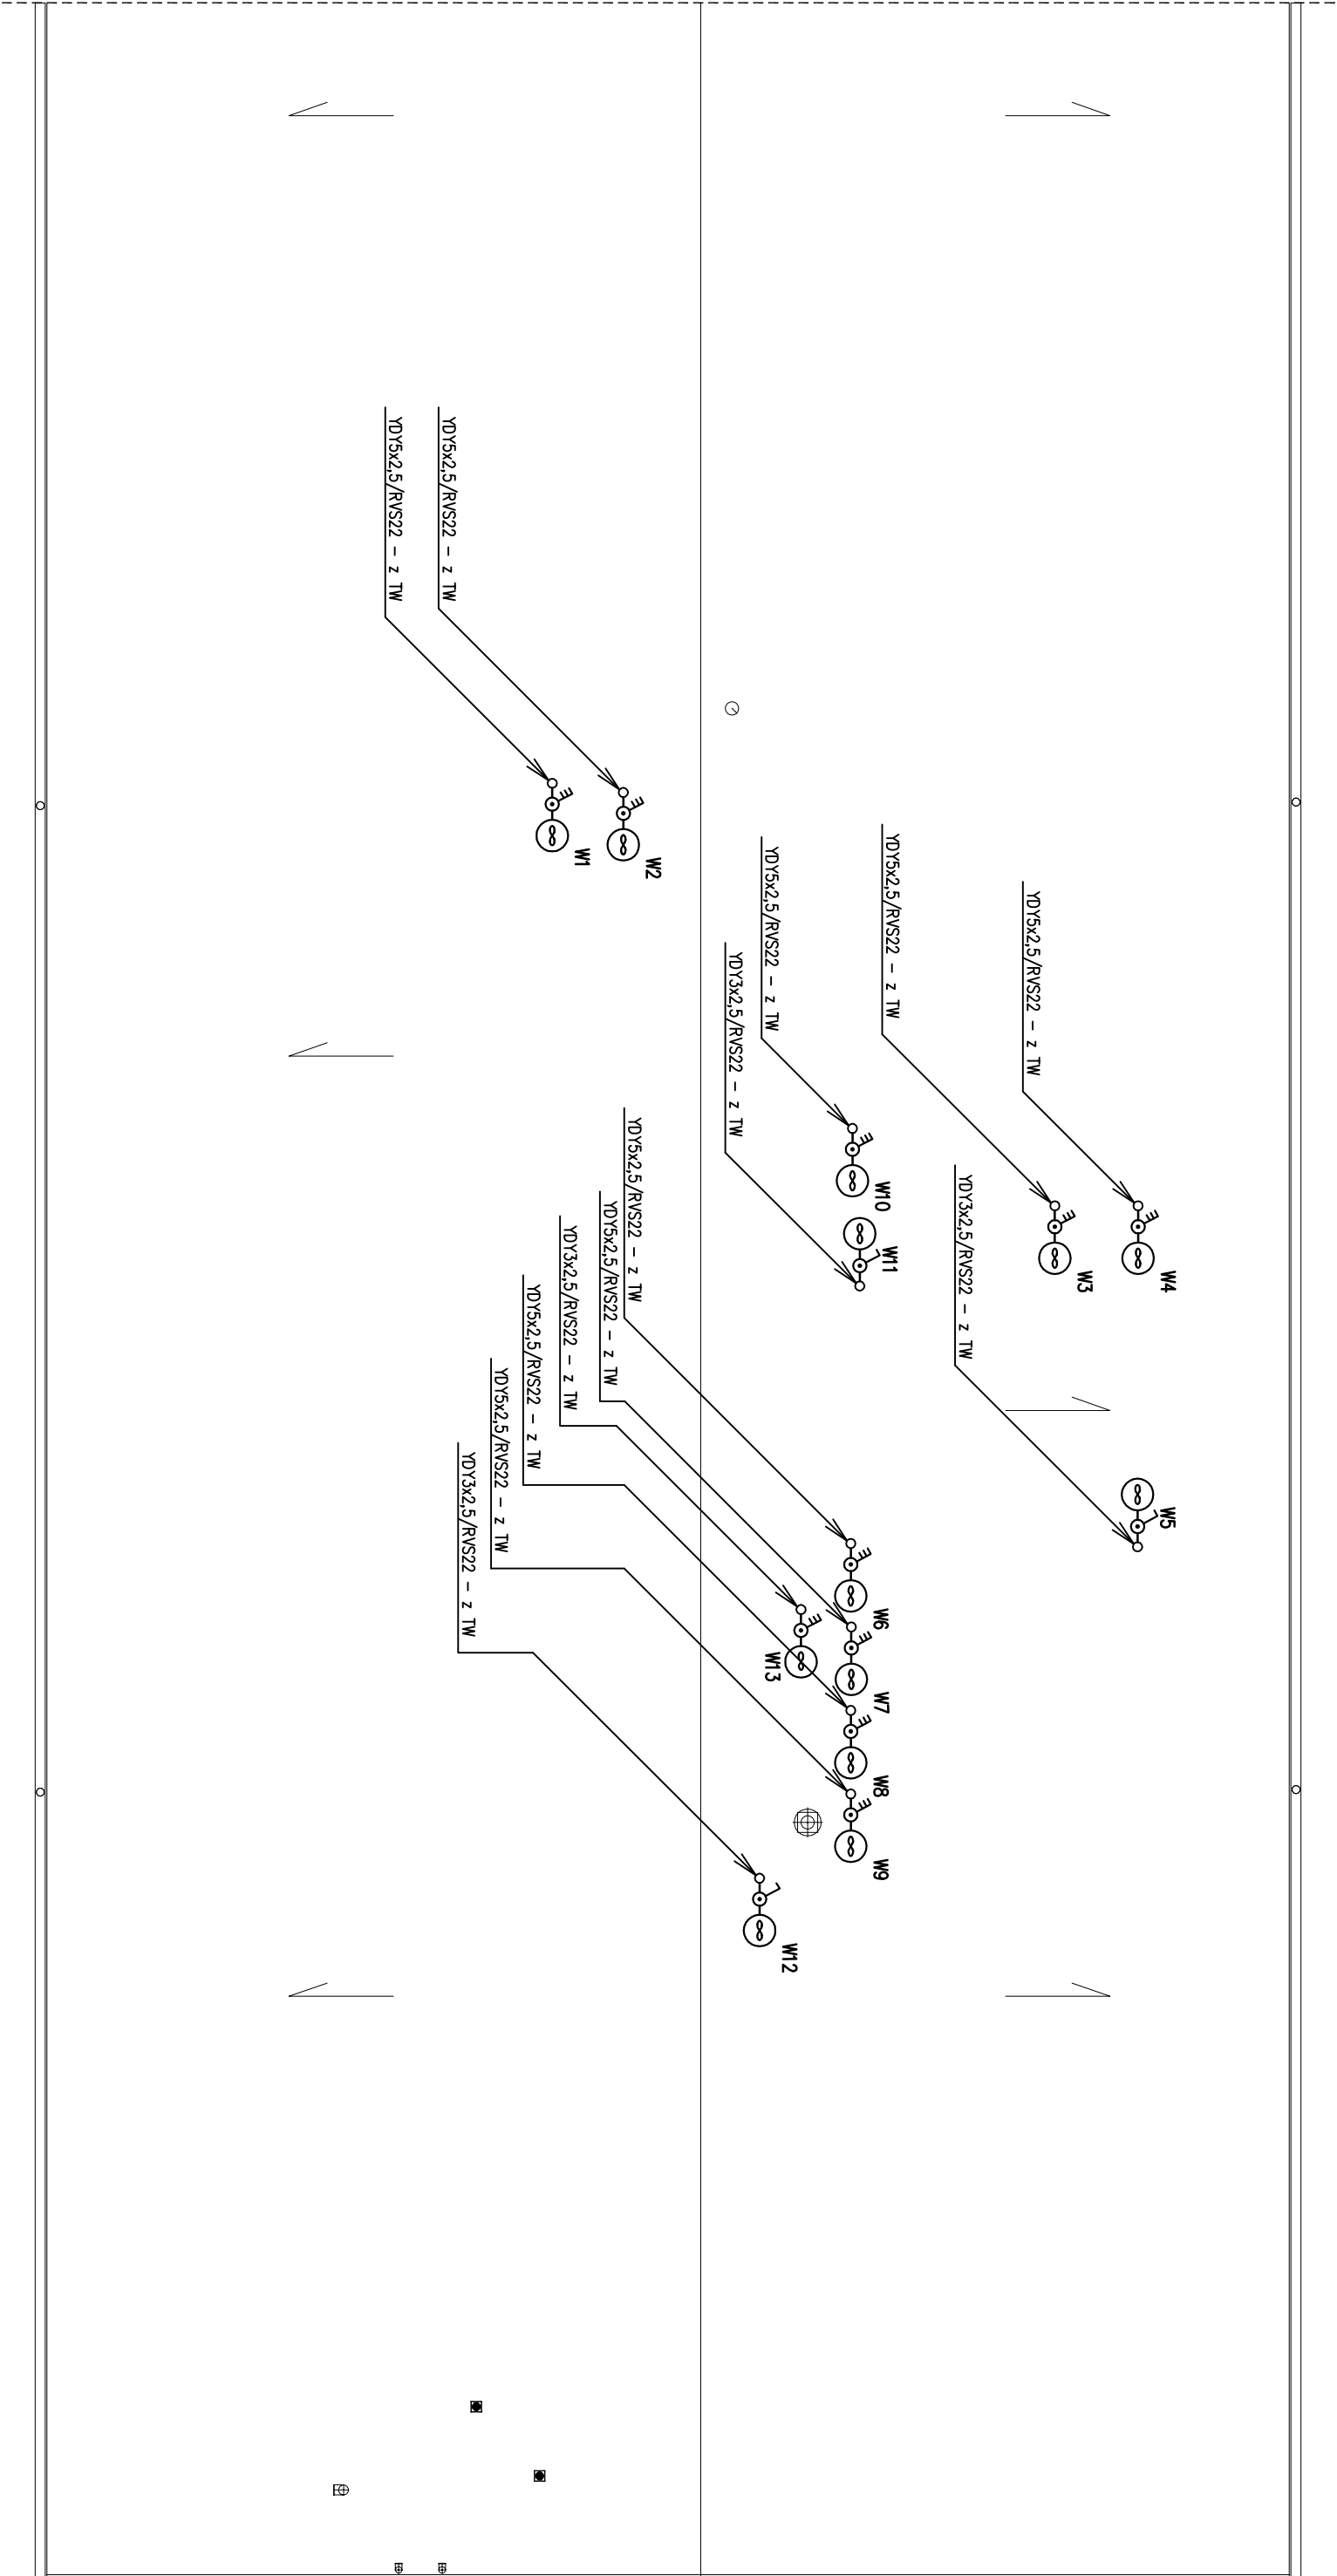 YDY5x2,5/RVS22 - z TW
YDY5x2,5/RVS22 - z TW
W1
W2
YDY5x2,5/RVS22 - z TW
YDY3x2,5/RVS22 - z TW
YDY5x2,5/RVS22 - z TW
YDY5x2,5/RVS22 - z TW
W10
W11
W3
W4
YDY3x2,5/RVS22 - z TW
W5
YDY5x2,5/RVS22 - z TW
YDY5x2,5/RVS22 - z TW
YDY3x2,5/RVS22 - z TW
YDY5x2,5/RVS22 - z TW
YDY5x2,5/RVS22 - z TW
YDY3x2,5/RVS22 - z TW
W6
W13
W7
W8
W9
W12